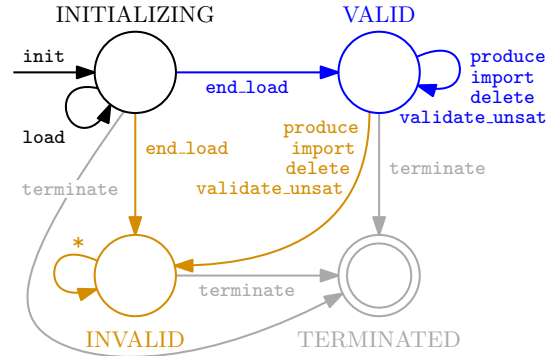 INITIALIZING
VALID
init
load
end_load
produce
import
delete
validate_unsat
end_load
produce
import
delete
validate_unsat
terminate
terminate
*
terminate
INVALID
TERMINATED